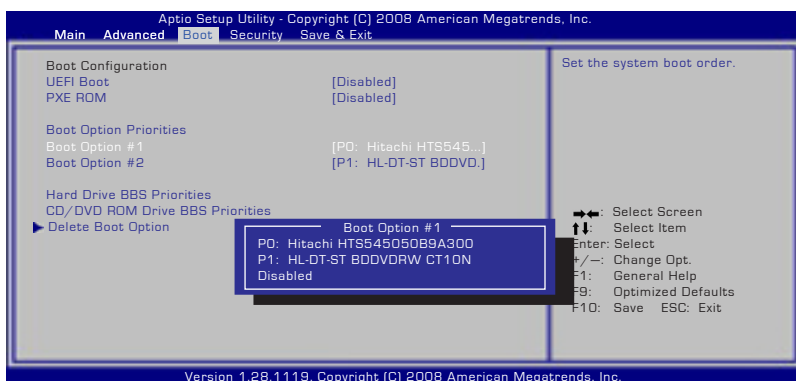 Aptio Setup Utility - Copyright (C) 2008 American Megatrends, Inc.
Main Advanced Boot Security Save & Exit
Boot Configuration
UEFI Boot [Disabled]
PXE ROM [Disabled]
Boot Option Priorities
Boot Option #1 [P0: Hitachi HTS545...]
Boot Option #2 [P1: HL-DT-ST BDDVD.]
Hard Drive BBS Priorities
CD/DVD ROM Drive BBS Priorities
Delete Boot Option
Boot Option #1
P0: Hitachi HTS545050B9A300
P1: HL-DT-ST BDDVDRW CT10N
Disabled
Set the system boot order.
→←: Select Screen
↑↓: Select Item
Enter: Select
+/—: Change Opt.
F1: General Help
F9: Optimized Defaults
F10: Save ESC: Exit
Version 1.28.1119. Copyright (C) 2008 American Megatrends, Inc.